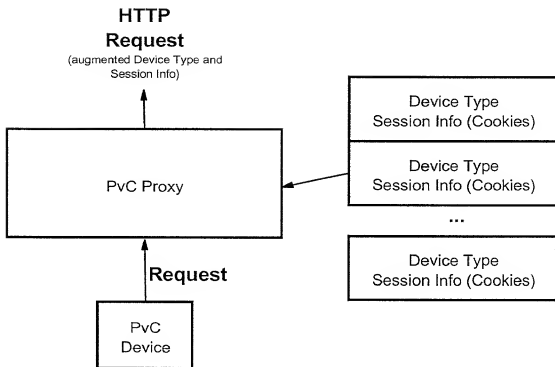 HTTP
Request
(augmented Device Type and
Session Info)
Device Type
Session Info (Cookies)
PvC Proxy
Device Type
Session Info (Cookies)
...
Request
Device Type
Session Info (Cookies)
PvC
Device